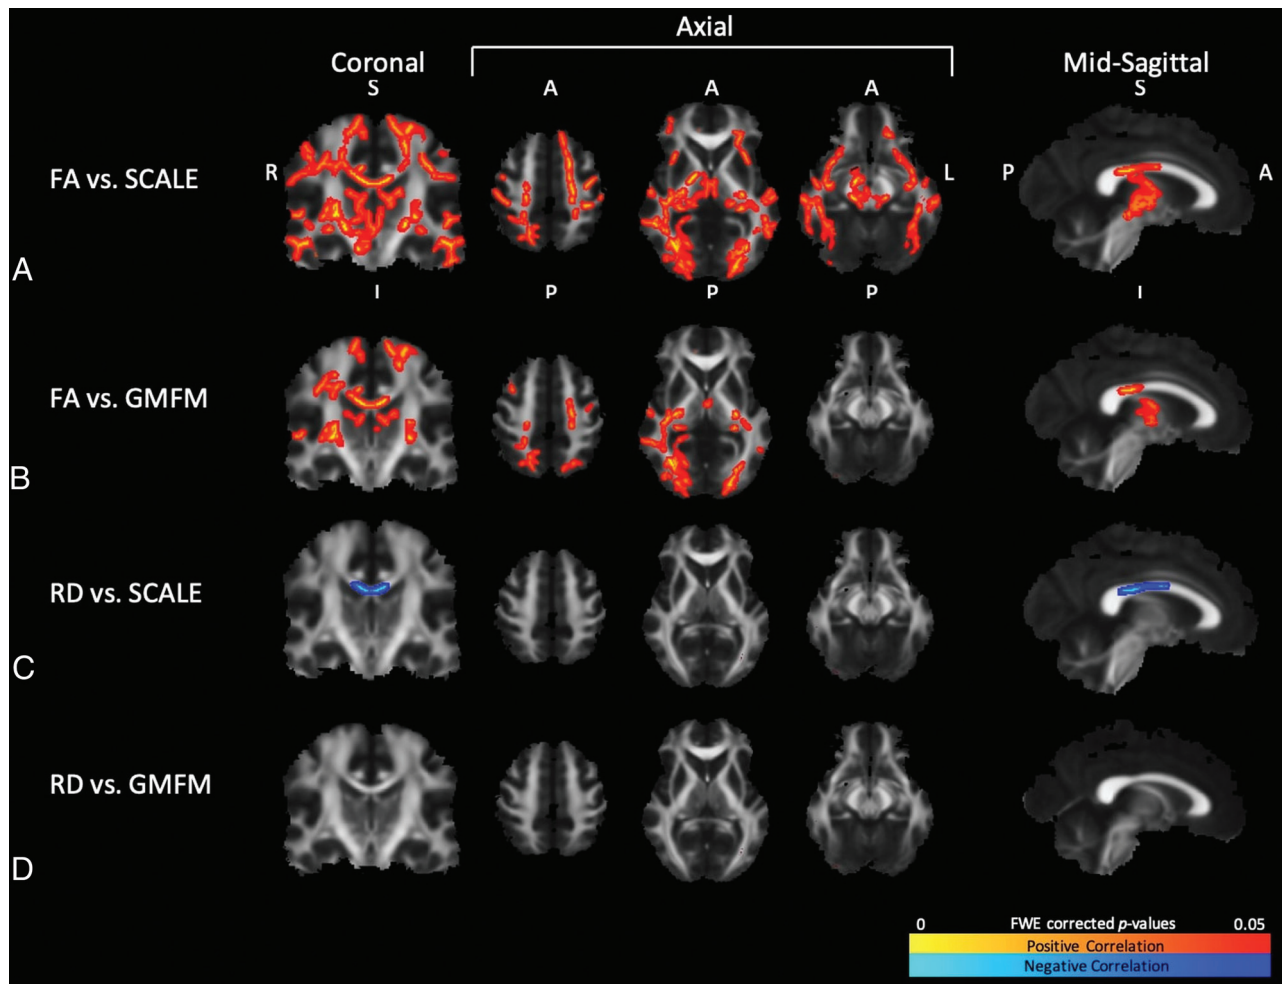 Axial
Coronal
Mid-Sagittal
S
A
A
A
S
FA vs. SCALE
R
L
P
A
A
I
P
P
P
I
FA vs. GMFM
B
RD vs. SCALE
C
RD vs. GMFM
D
0 FWE corrected p-values 0.05
Positive Correlation
Negative Correlation